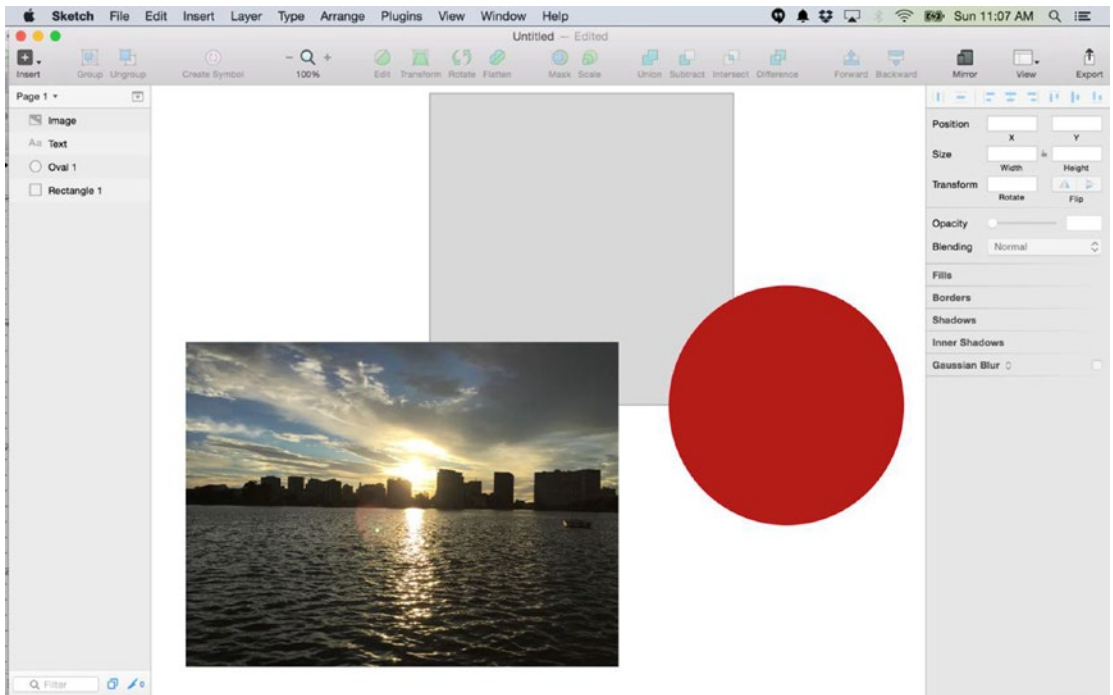 Sketch File Edit Insert Layer Type Arrange Plugins View Window Help Sun 11:07 AM
Untitled — Edited
Insert Group Ungroup Create Symbol 100% Edit Transform Rotate Flatten Mask Scale Union Subtract Intersect Difference Forward Backward Mirror View Export
Page 1
Image
Aa Text
Oval 1
Rectangle 1
Filter 0
Position
X Y
Size
Width Height
Transform
Rotate Flip
Opacity
Blending Normal
Fills
Borders
Shadows
Inner Shadows
Gaussian Blur